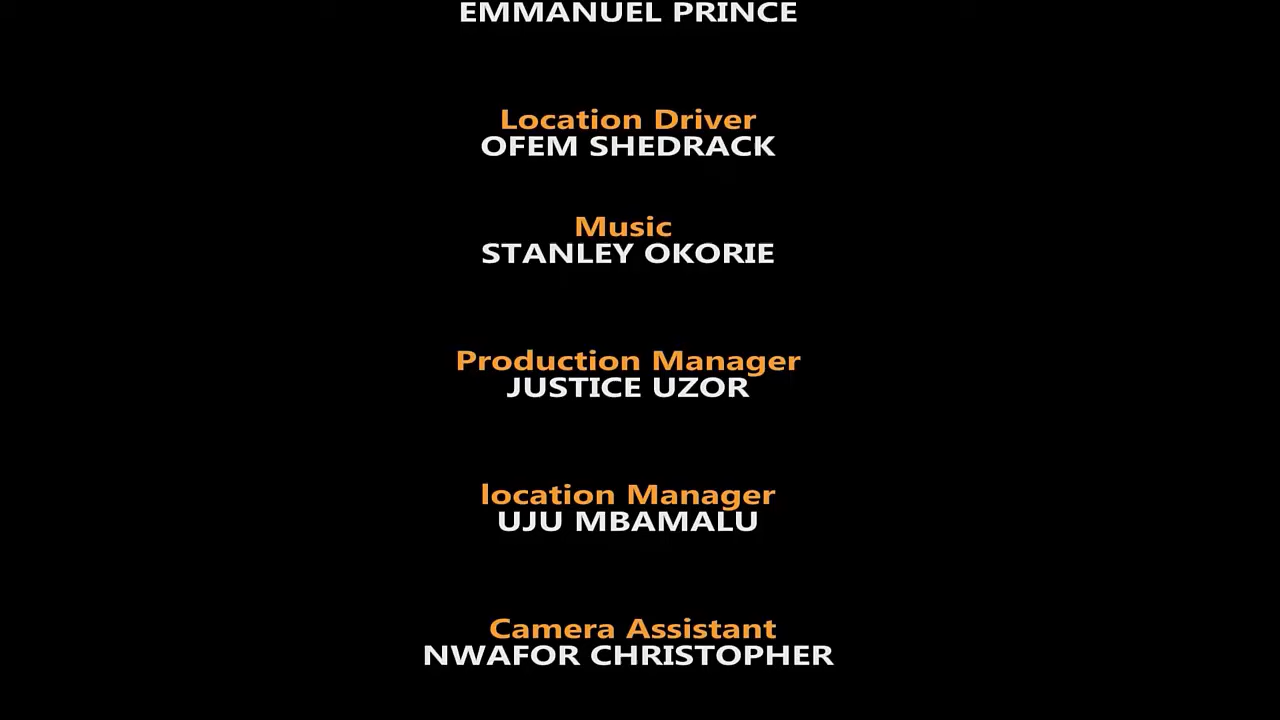 EMMANUEL PRINCE
Location Driver
OFEM SHEDRACK
Music
STANLEY OKORIE
Production Manager
JUSTICE UZOR
location Manager
UJU MBAMALU
Camera Assistant
NWAFOR CHRISTOPHER